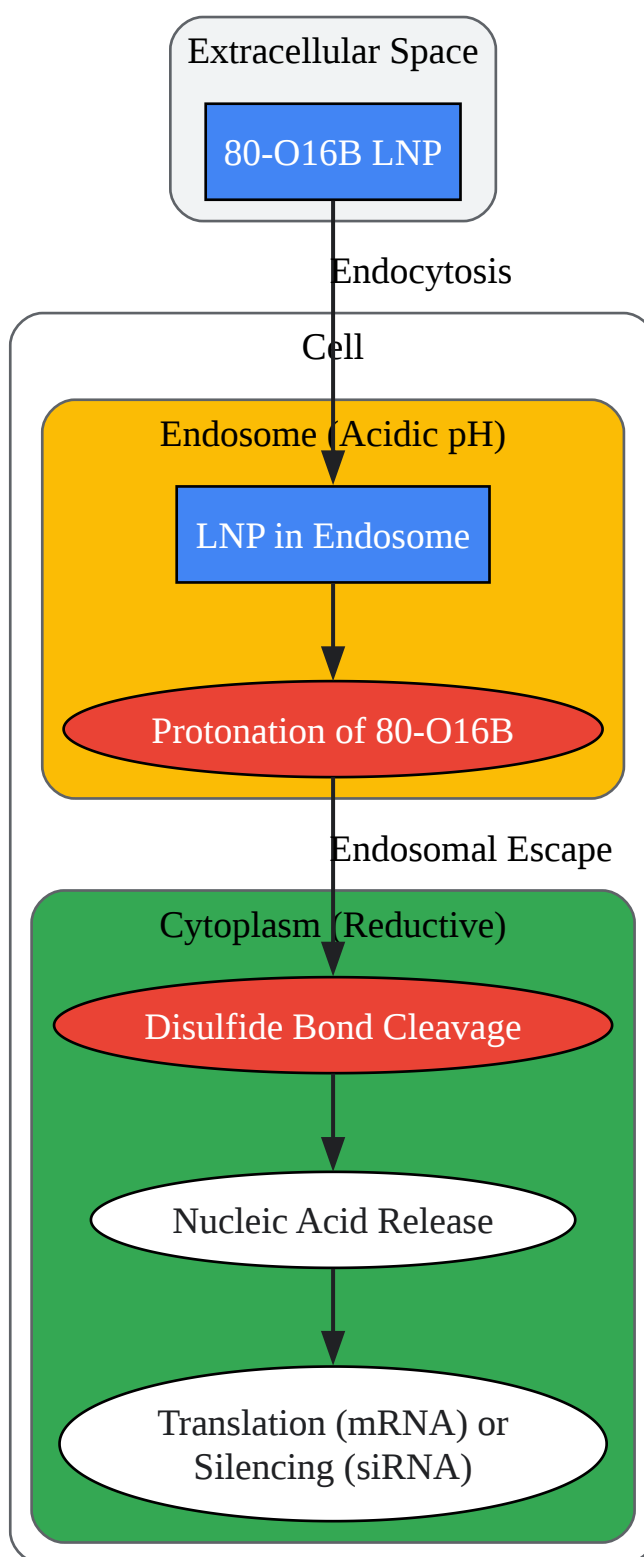 Extracellular Space
80-O16B LNP
Endocytosis
Cell
Endosome (Acidic pH)
LNP in Endosome
Protonation of 80-O16B
Endosomal Escape
Cytoplasm (Reductive)
Disulfide Bond Cleavage
Nucleic Acid Release
Translation (mRNA) or
Silencing (siRNA)